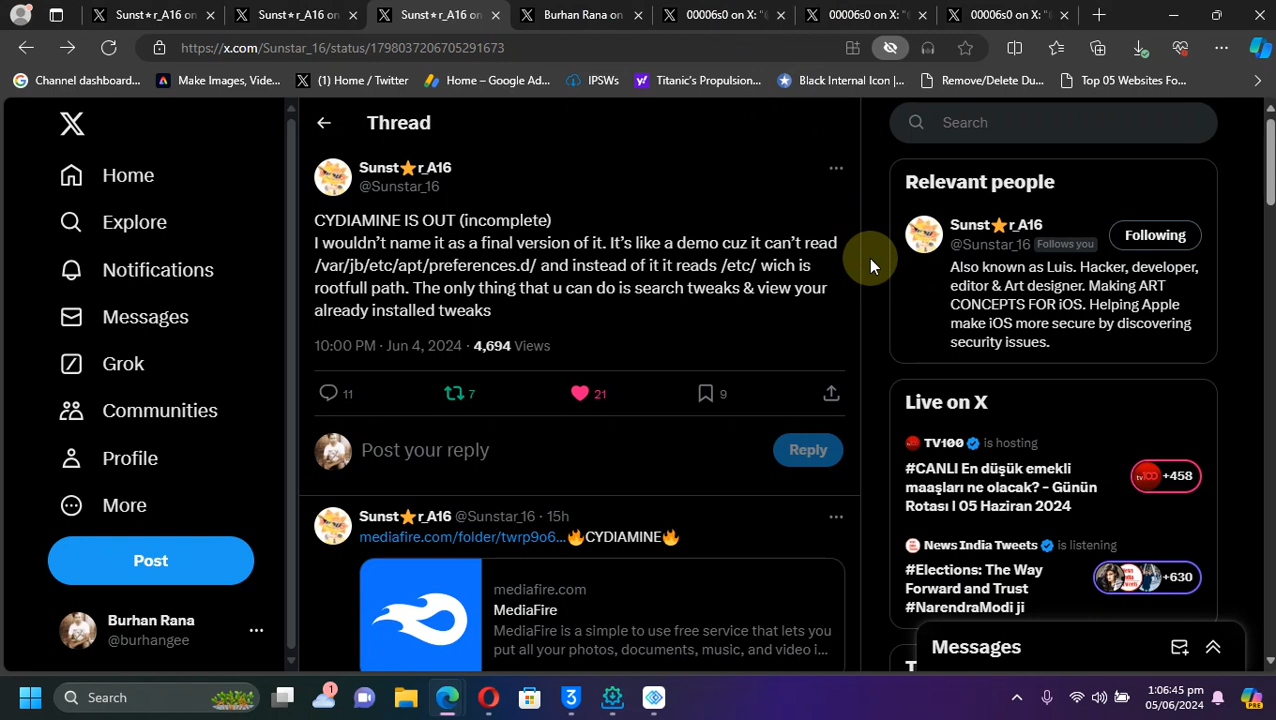 Sunst⭐r_A16 on
Sunst⭐r_A16 on
Sunst⭐r_A16 on
Burhan Rana on
00006s0 on X: "@
00006s0 on X: "@
00006s0 on X: "@
https://x.com/Sunstar_16/status/1798037206705291673
Channel dashboard...
Make Images, Video...
(1) Home / Twitter
Home – Google Ad...
IPSWs
Titanic's Propulsion...
Black Internal Icon |...
Remove/Delete Du...
Top 05 Websites Fo...
Home
Explore
Notifications
Messages
Grok
Communities
Profile
More
Post
Burhan Rana
@burhangee
Thread
Sunst⭐r_A16
@Sunstar_16
CYDIAMINE IS OUT (incomplete)
I wouldn't name it as a final version of it. It's like a demo cuz it can't read
/var/jb/etc/apt/preferences.d/ and instead of it it reads /etc/ wich is
rootfull path. The only thing that u can do is search tweaks & view your
already installed tweaks
10:00 PM · Jun 4, 2024 · 4,694 Views
11 7 21 9
Post your reply
Reply
Sunst⭐r_A16 @Sunstar_16 · 15h
mediafire.com/folder/twrp9o6... 🔥CYDIAMINE🔥
mediafire.com
MediaFire
MediaFire is a simple to use free service that lets you
put all your photos, documents, music, and video i...
Search
Relevant people
Sunst⭐r_A16
@Sunstar_16 Follows you
Following
Also known as Luis. Hacker, developer,
editor & Art designer. Making ART
CONCEPTS FOR iOS. Helping Apple
make iOS more secure by discovering
security issues.
Live on X
TV100 is hosting
#CANLI En düşük emekli
maaşları ne olacak? – Günün
Rotası I 05 Haziran 2024
+458
News India Tweets is listening
#Elections: The Way
Forward and Trust
#NarendraModi ji
+630
Messages
Search
1
3
1:06:45 pm
05/06/2024
PRE